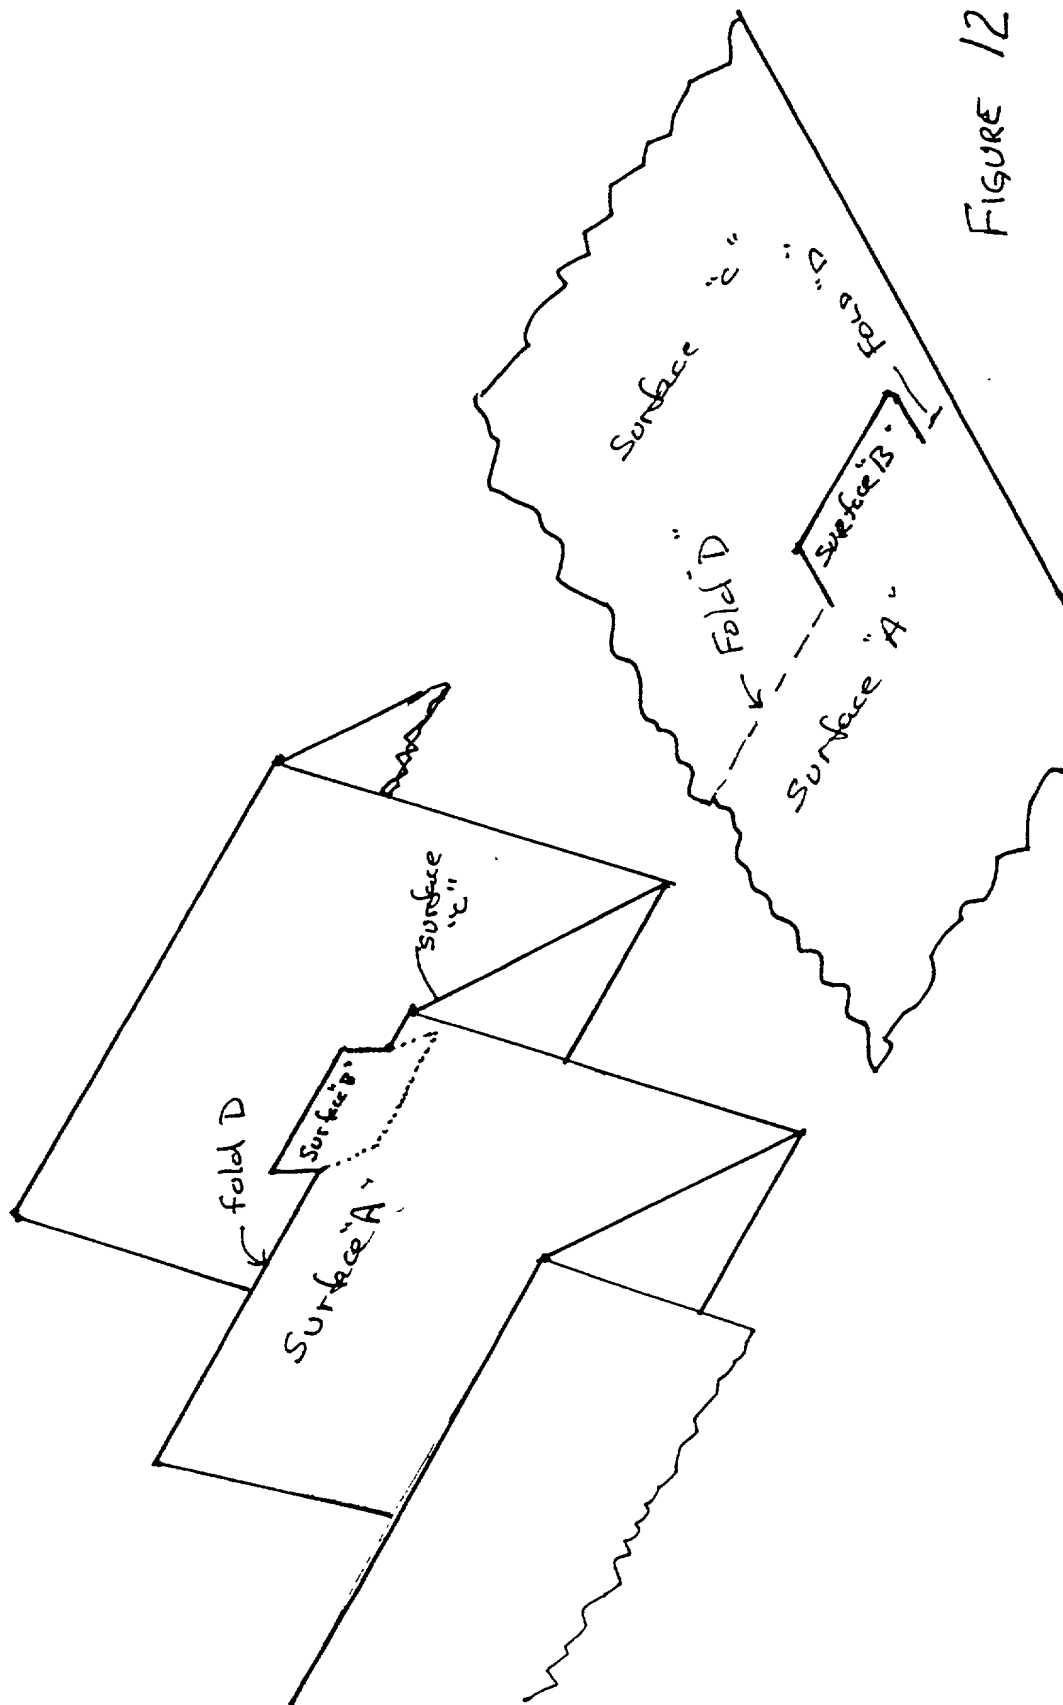 fold D
Surface "B"
Surface "A"
surface
"c"
Surface "C"
Fold "D"
Fold "D"
Surface "B"
Surface "A"
FIGURE 12